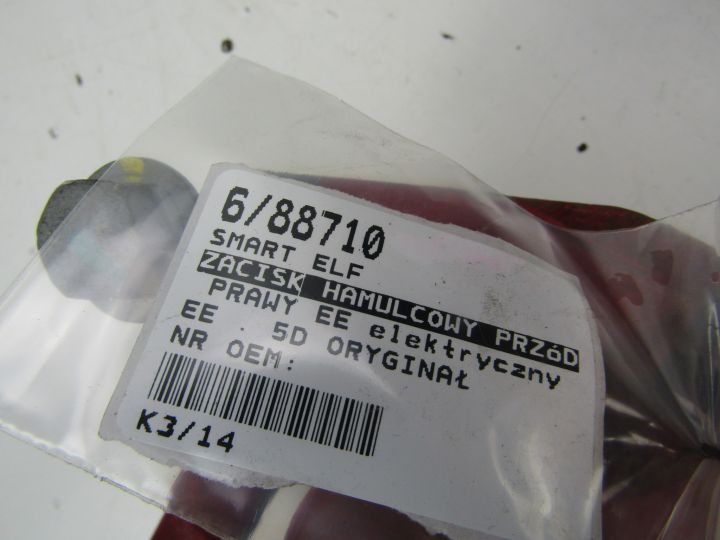 6/88710
SMART ELF
ZACISK HAMULCOWY PRZóD
PRAWY EE elektryczny
EE . 5D ORYGINAŁ
NR OEM:
K3/14